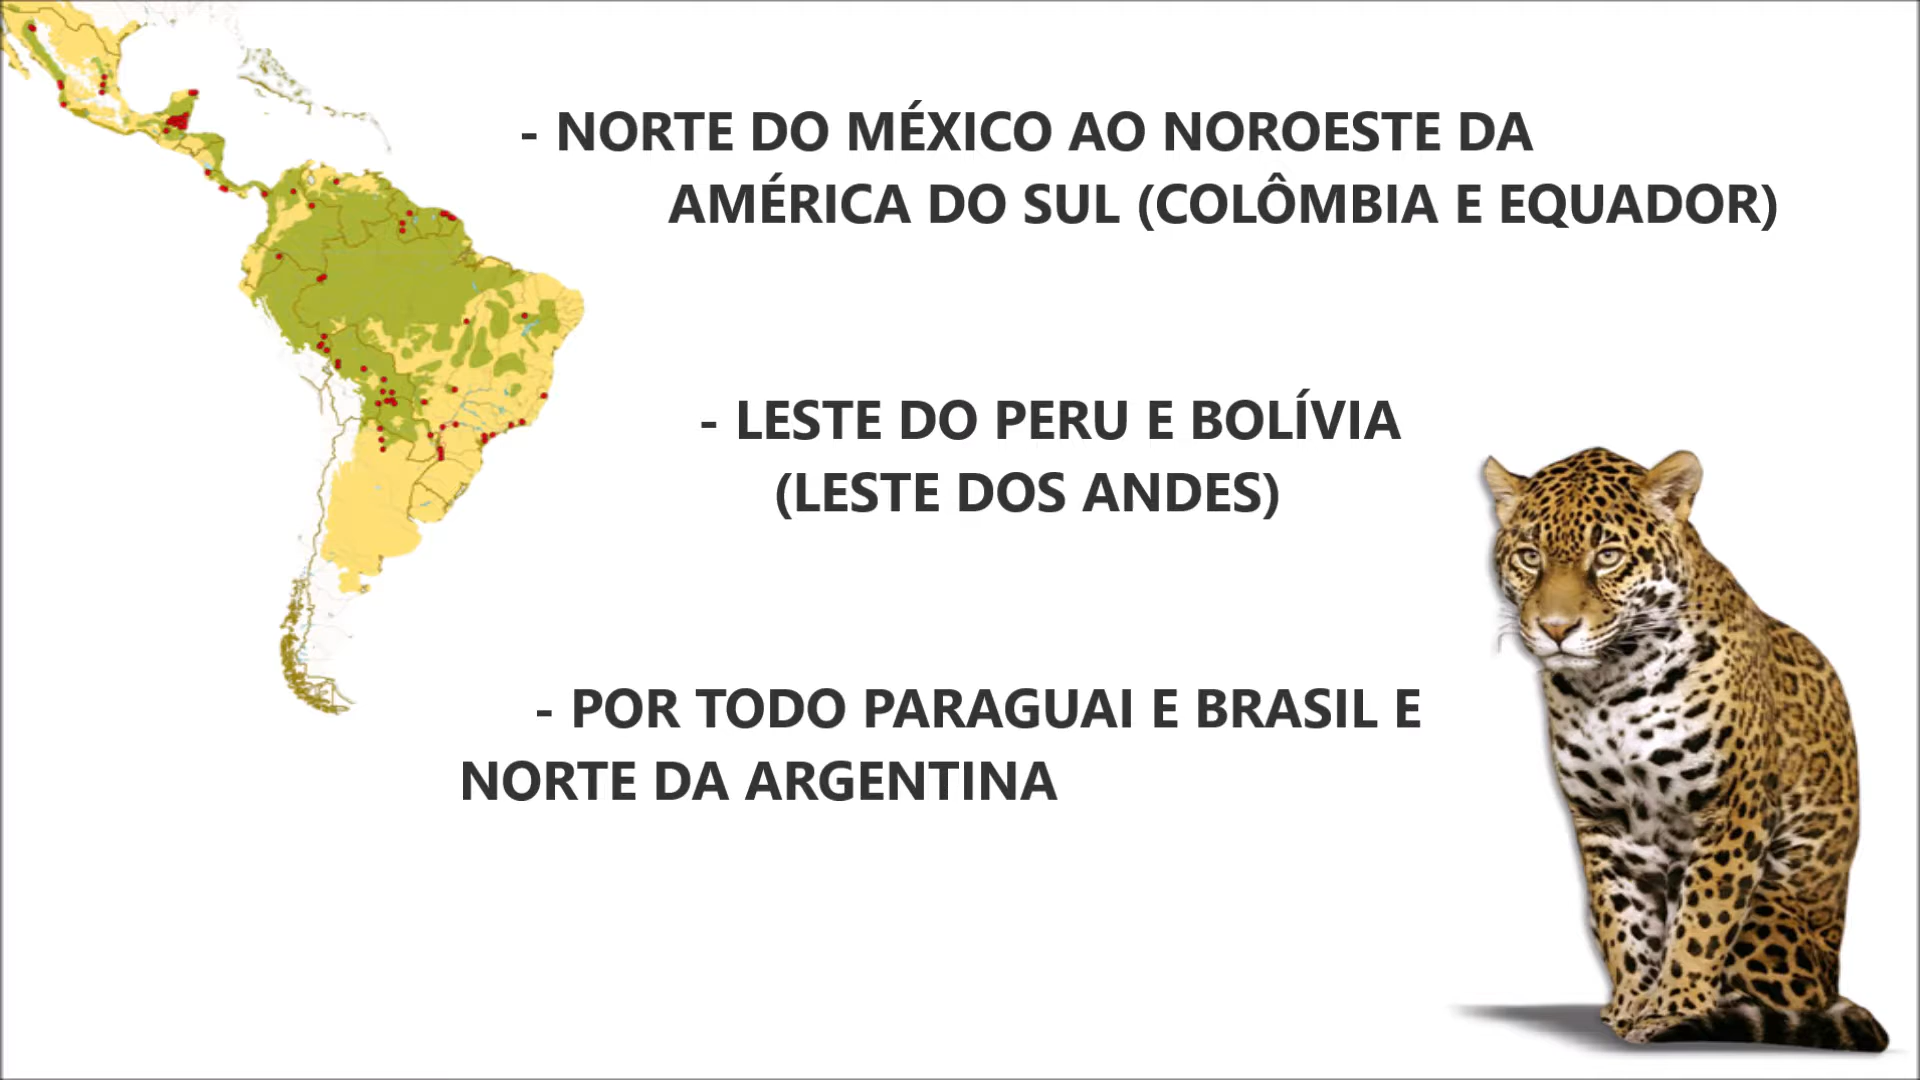 - NORTE DO MÉXICO AO NOROESTE DA
AMÉRICA DO SUL (COLÔMBIA E EQUADOR)
- LESTE DO PERU E BOLÍVIA
(LESTE DOS ANDES)
- POR TODO PARAGUAI E BRASIL E
NORTE DA ARGENTINA